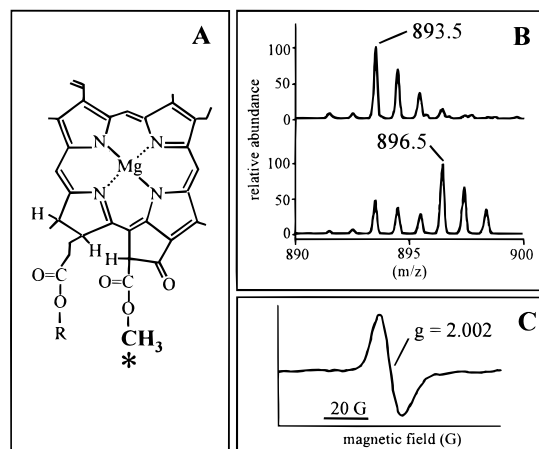 A
N
N
Mg
N
N
H
H
H
O=C
O
O=C
O
R
O
CH3
*
B
893.5
100
50
0
896.5
100
50
0
relative abundance
890
895
900
(m/z)
C
g = 2.002
20 G
magnetic field (G)